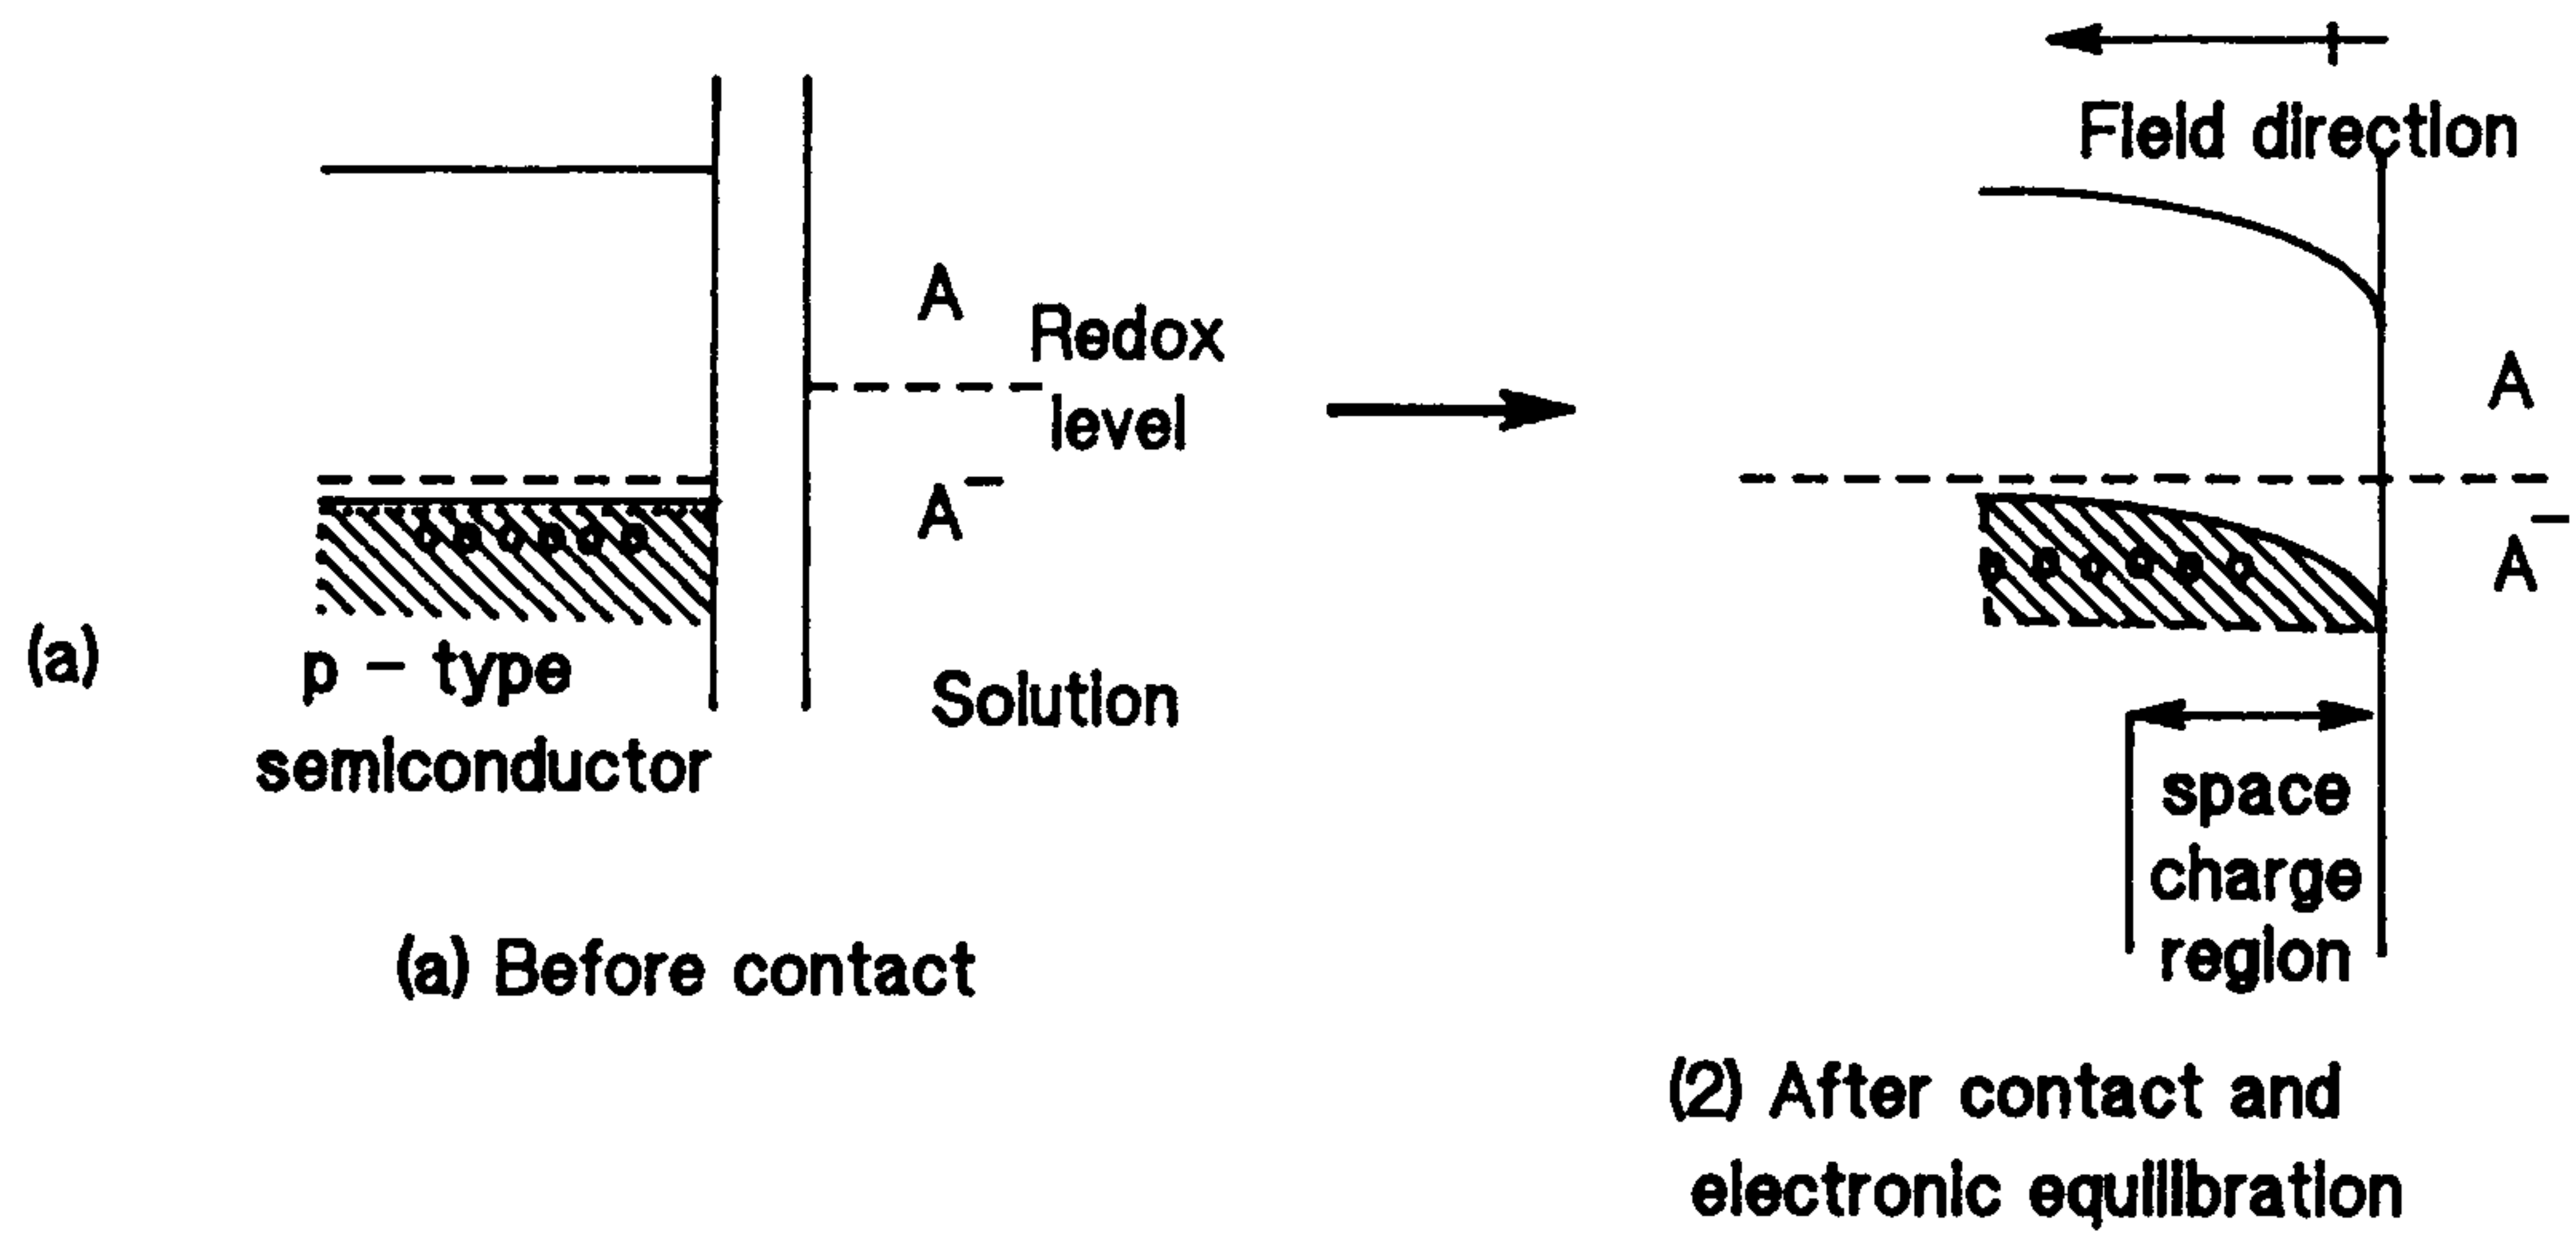 (a)
p - type
semiconductor
A
Redox
level
A⁻
Solution
(a) Before contact
Field direction
A
A⁻
space
charge
region
(2) After contact and
electronic equilibration